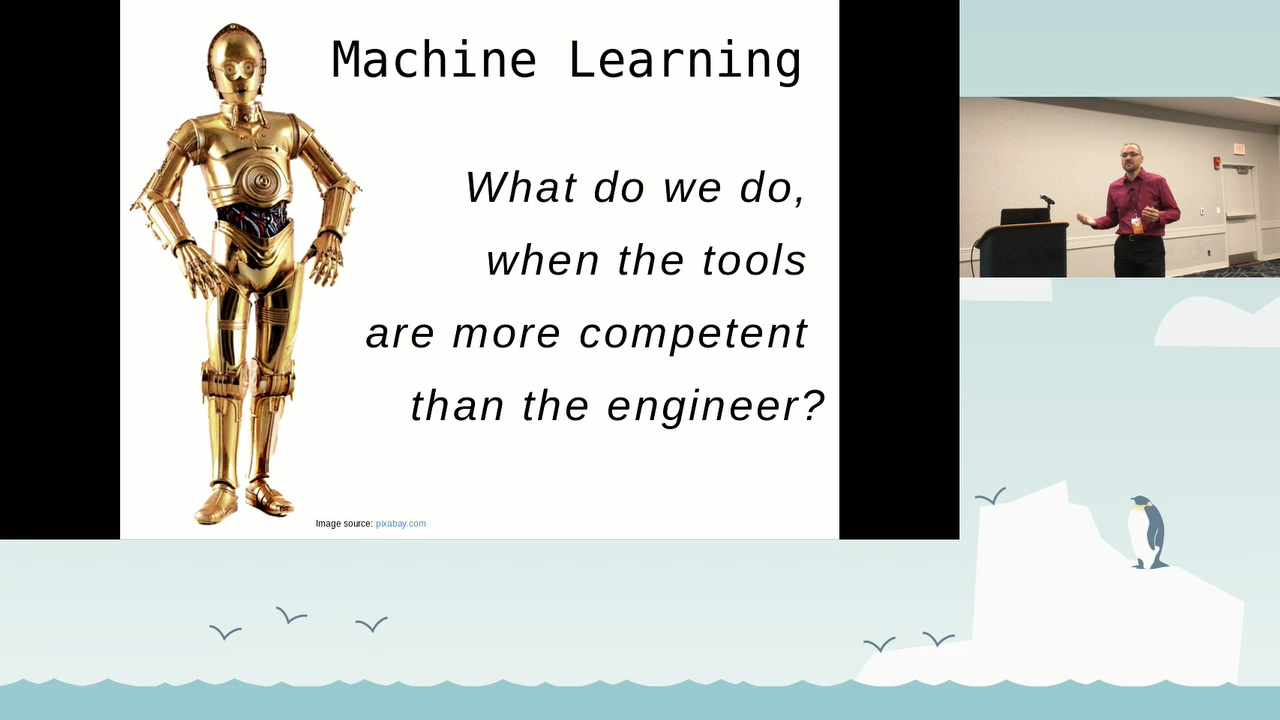 Machine Learning
What do we do,
when the tools
are more competent
than the engineer?
Image source: pixabay.com